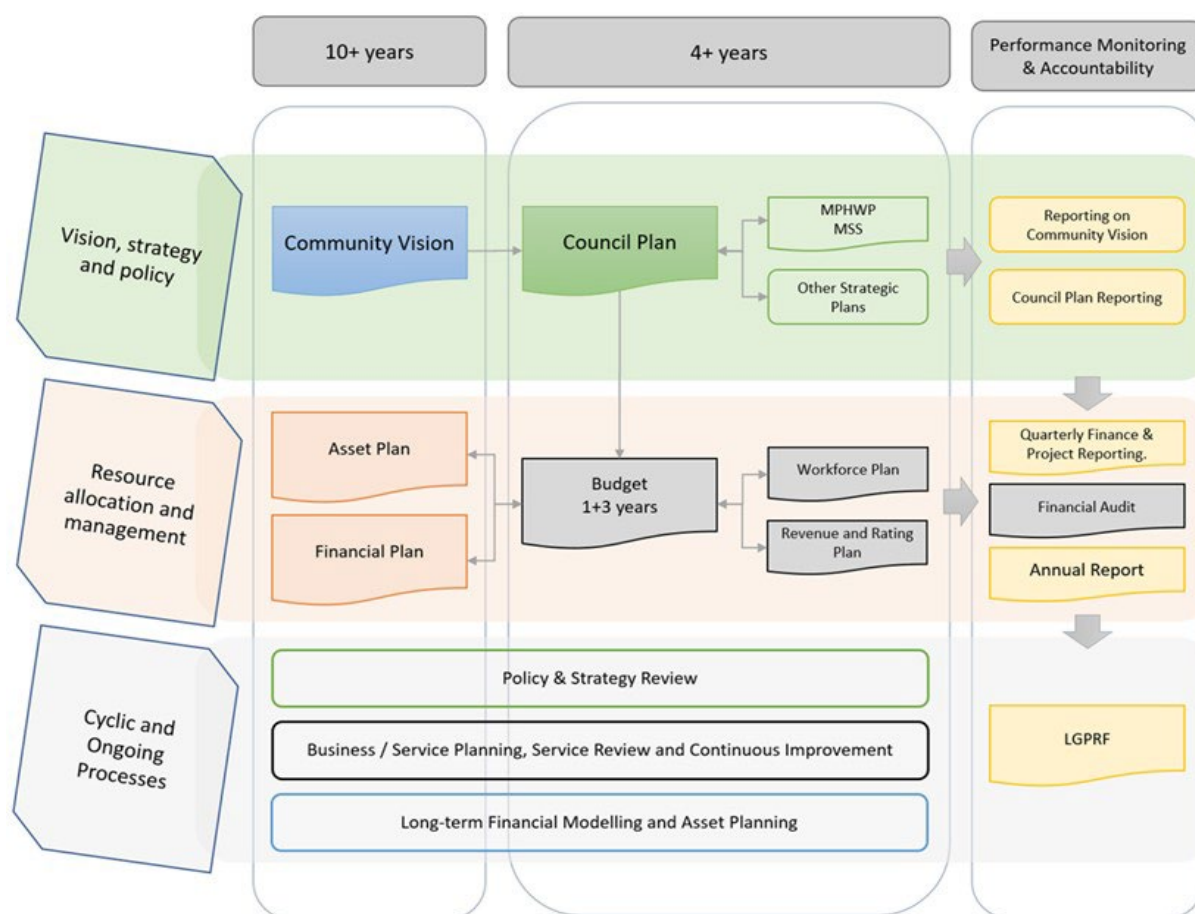 10+ years
4+ years
Performance Monitoring
& Accountability
Vision, strategy
and policy
Community Vision
Council Plan
MPHWP
MSS
Other Strategic
Plans
Reporting on
Community Vision
Council Plan Reporting
Resource
allocation and
management
Asset Plan
Financial Plan
Budget
1+3 years
Workforce Plan
Revenue and Rating
Plan
Quarterly Finance &
Project Reporting.
Financial Audit
Annual Report
Cyclic and
Ongoing
Processes
Policy & Strategy Review
Business / Service Planning, Service Review and Continuous Improvement
Long-term Financial Modelling and Asset Planning
LGPRF